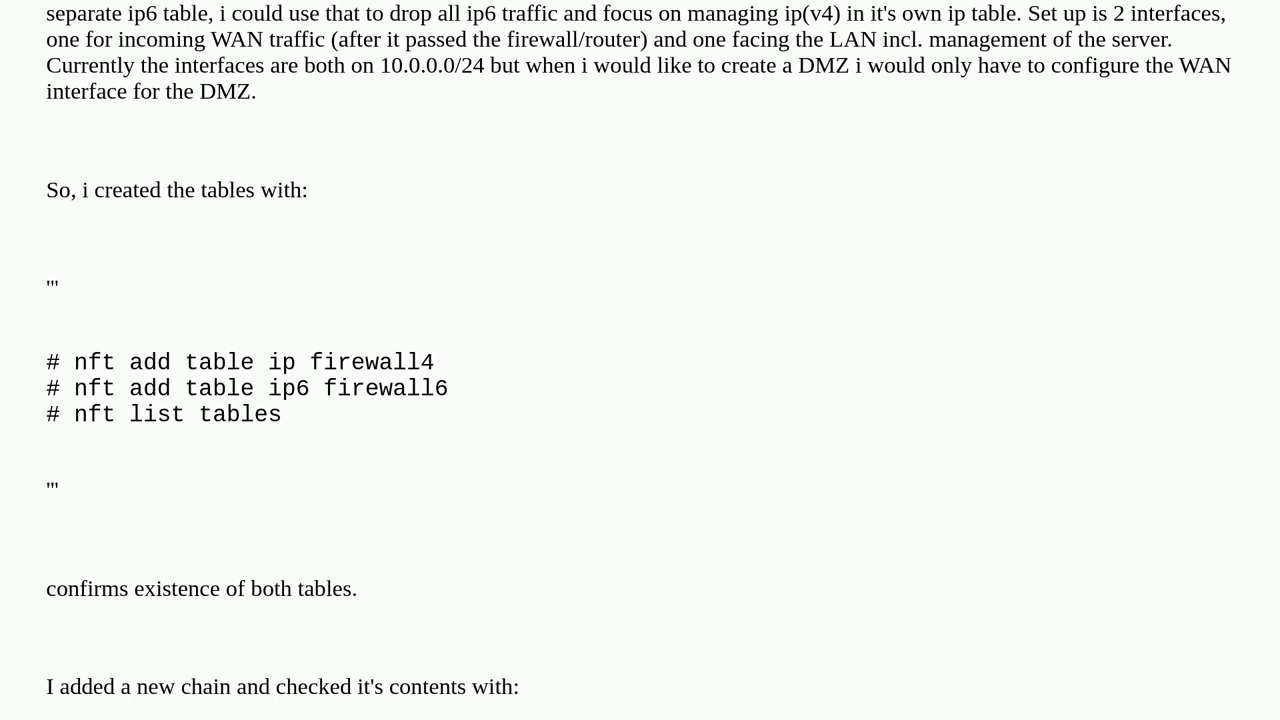 separate ip6 table, i could use that to drop all ip6 traffic and focus on managing ip(v4) in it's own ip table. Set up is 2 interfaces,
one for incoming WAN traffic (after it passed the firewall/router) and one facing the LAN incl. management of the server.
Currently the interfaces are both on 10.0.0.0/24 but when i would like to create a DMZ i would only have to configure the WAN
interface for the DMZ.
So, i created the tables with:
'''
# nft add table ip firewall4
# nft add table ip6 firewall6
# nft list tables
'''
confirms existence of both tables.
I added a new chain and checked it's contents with: